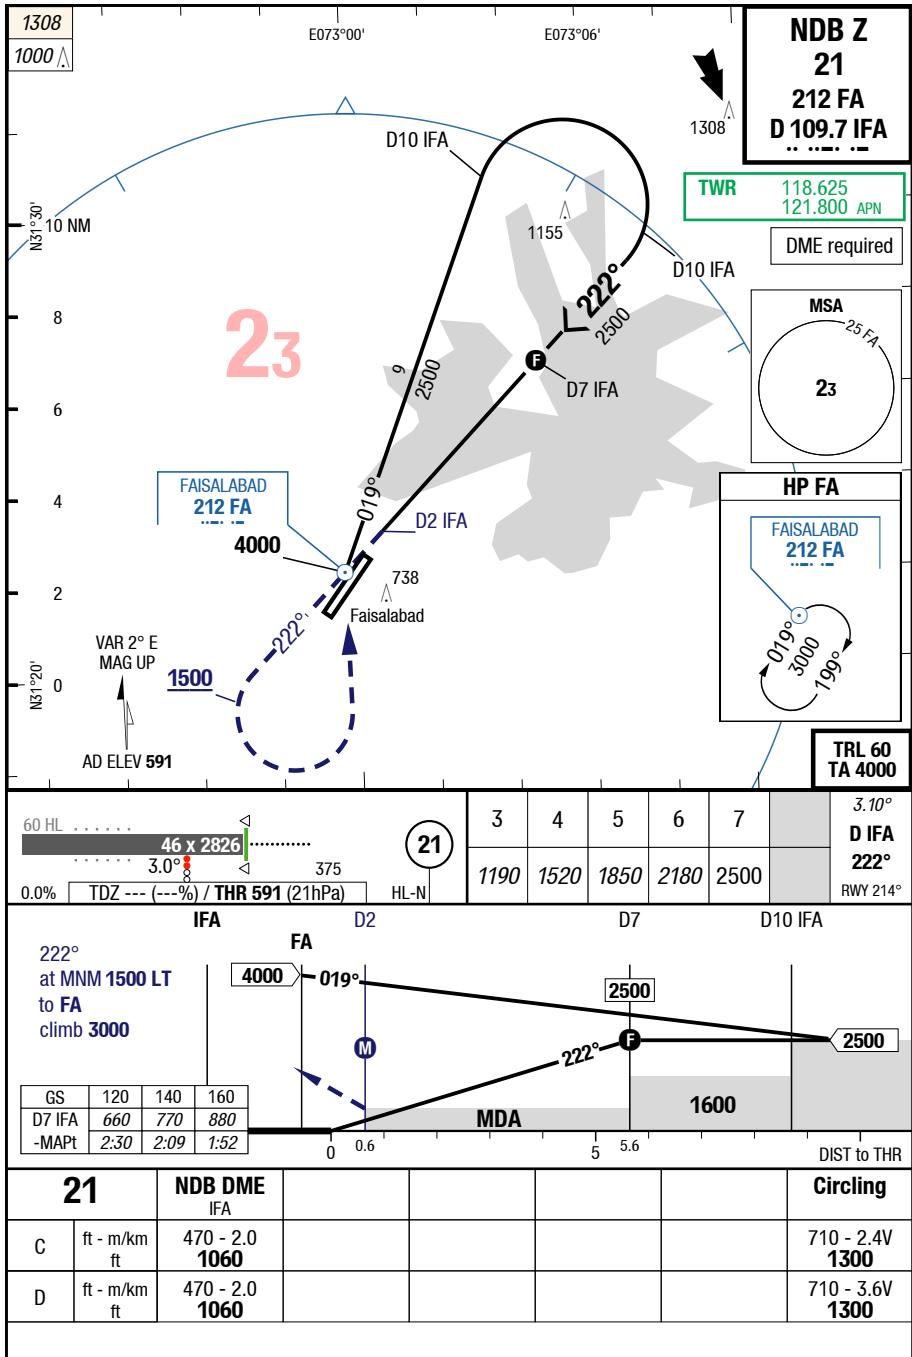 1308
1000
E073°00'
E073°06'
NDB Z
21
212 FA
D 109.7 IFA
1308
D10 IFA
TWR 118.625
121.800 APN
DME required
N31°30'
10 NM
1155
D10 IFA
222°
2500
MSA
25 FA
23
8
23
9
2500
F
D7 IFA
6
HP FA
FAISALABAD
212 FA
019°
3000
199°
FAISALABAD
212 FA
4
019°
D2 IFA
4000
2
738
Faisalabad
222°
VAR 2° E
MAG UP
1500
N31°20'
0
AD ELEV 591
TRL 60
TA 4000
60 HL
46 x 2826
3.0°
375
0.0%
TDZ --- (---%) / THR 591 (21hPa)
HL-N
21
3 4 5 6 7
1190 1520 1850 2180 2500
3.10°
D IFA
222°
RWY 214°
IFA
FA
D2
D7
D10 IFA
222°
at MNM 1500 LT
to FA
climb 3000
4000
019°
2500
M
222°
F
2500
MDA
1600
GS 120 140 160
D7 IFA 660 770 880
-MAPt 2:30 2:09 1:52
0
0.6
5
5.6
DIST to THR
21
NDB DME
IFA
Circling
C ft - m/km 470 - 2.0 710 - 2.4V
ft 1060 1300
D ft - m/km 470 - 2.0 710 - 3.6V
ft 1060 1300